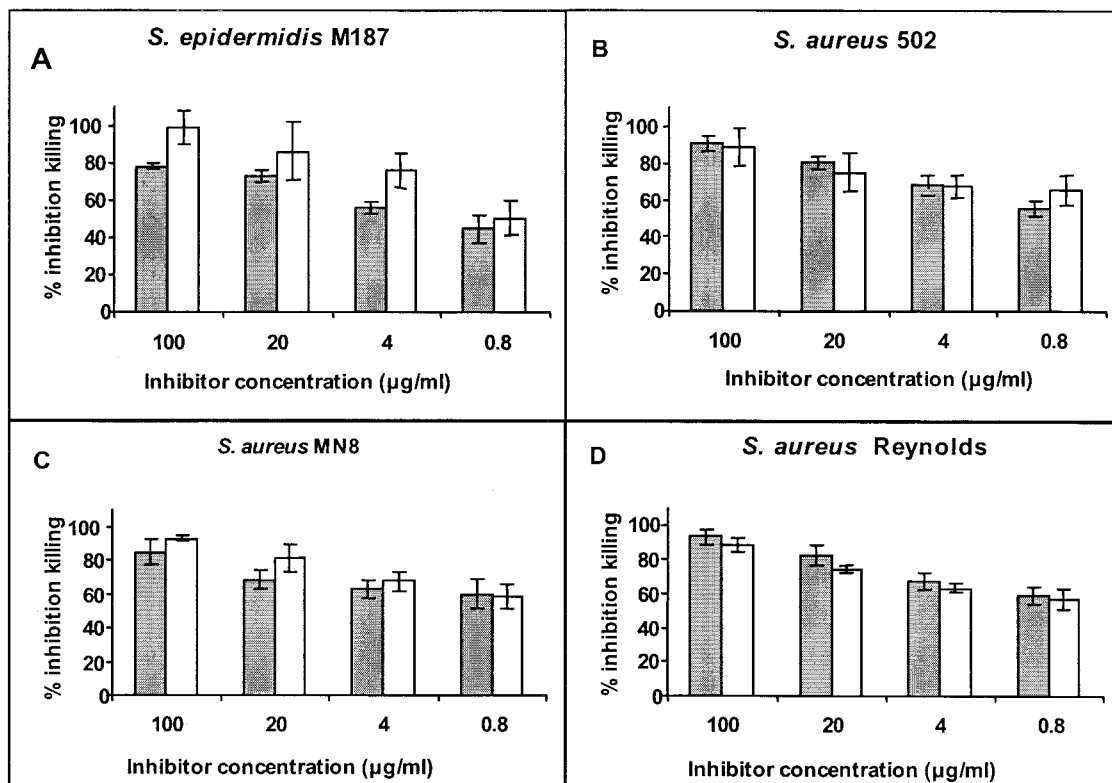 A
S. epidermidis M187
% inhibition killing
100
80
60
40
20
0
100 20 4 0.8
Inhibitor concentration (µg/ml)
B
S. aureus 502
% inhibition killing
100
80
60
40
20
0
100 20 4 0.8
Inhibitor concentration (µg/ml)
C
S. aureus MN8
% inhibition killing
100
80
60
40
20
0
100 20 4 0.8
Inhibitor concentration (µg/ml)
D
S. aureus Reynolds
% inhibition killing
100
80
60
40
20
0
100 20 4 0.8
Inhibitor concentration (µg/ml)